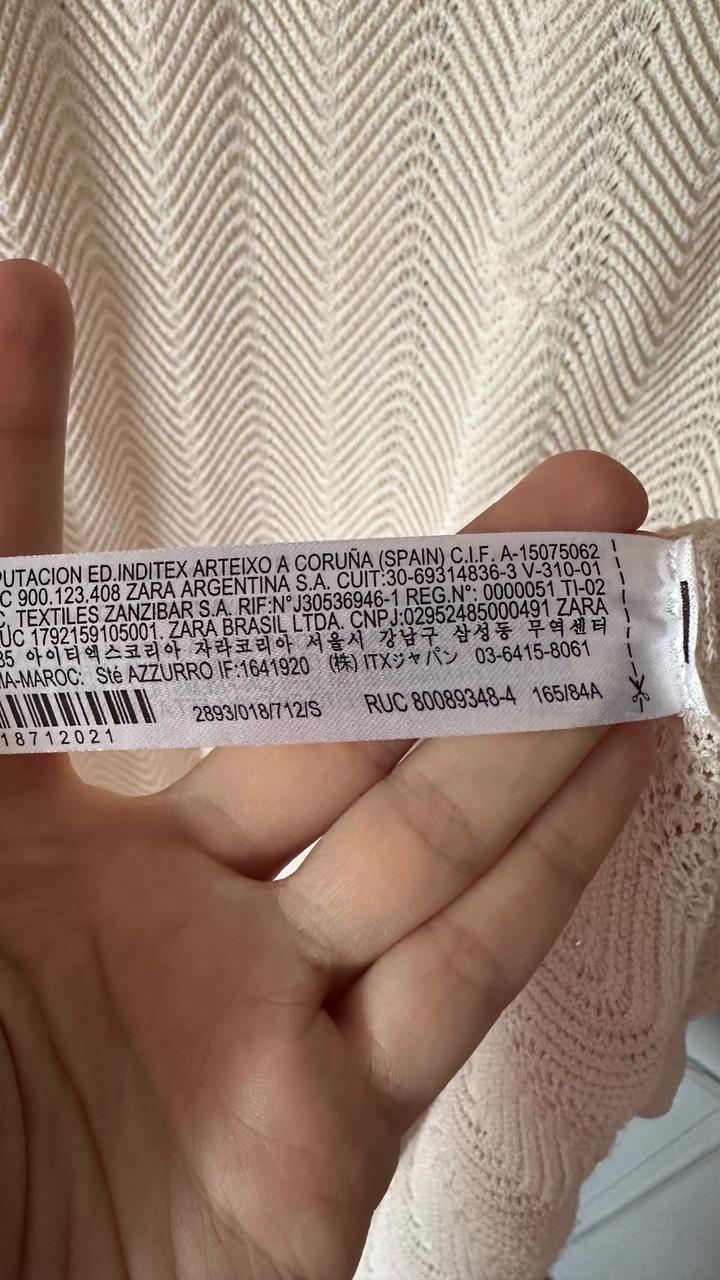 PUTACION ED.INDITEX ARTEIXO A CORUÑA (SPAIN) C.I.F. A-15075062
C 900.123.408 ZARA ARGENTINA S.A. CUIT:30-69314836-3 V-310-01
C. TEXTILES ZANZIBAR S.A. RIF:N°J30536946-1 REG.N°: 0000051 TI-02
UC 1792159105001. ZARA BRASIL LTDA. CNPJ:02952485000491 ZARA
35 아이티엑스코리아 자라코리아 서울시 강남구 삼성동 무역센터
IA-MAROC: Sté AZZURRO IF:1641920 (株) ITXジャパン 03-6415-8061
2893/018/712/S RUC 80089348-4 165/84A
18712021